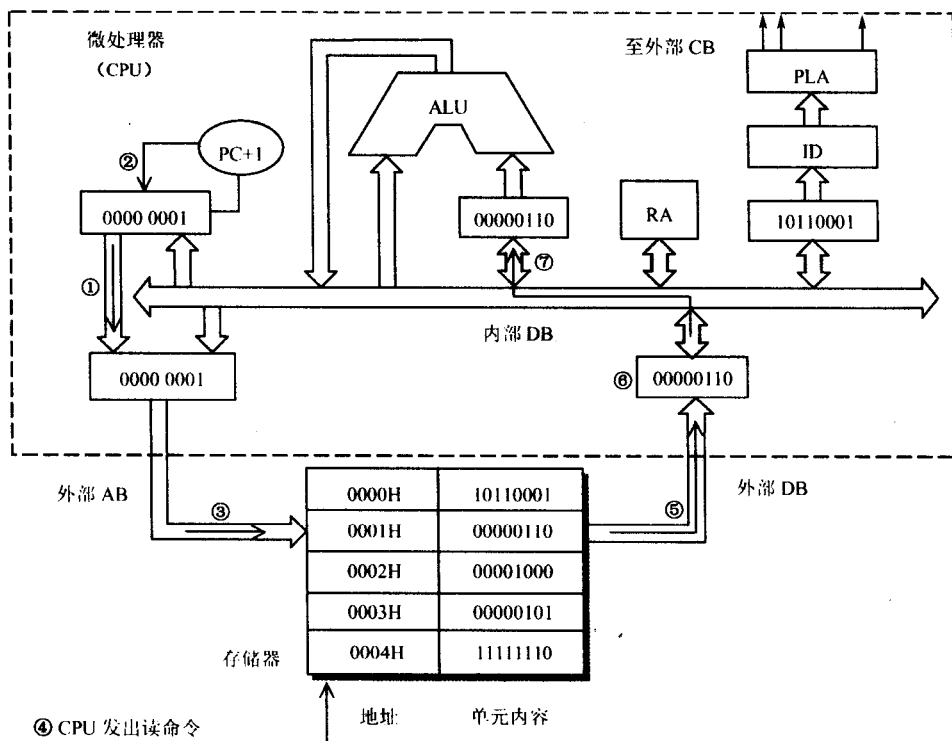 微处理器
（CPU）
至外部 CB
PLA
ALU
②
PC+1
ID
0000 0001
00000110
RA
10110001
⑦
①
内部 DB
0000 0001
⑥
00000110
外部 AB
外部 DB
③
⑤
0000H 10110001
0001H 00000110
0002H 00001000
0003H 00000101
0004H 11111110
存储器
地址 单元内容
④ CPU 发出读命令